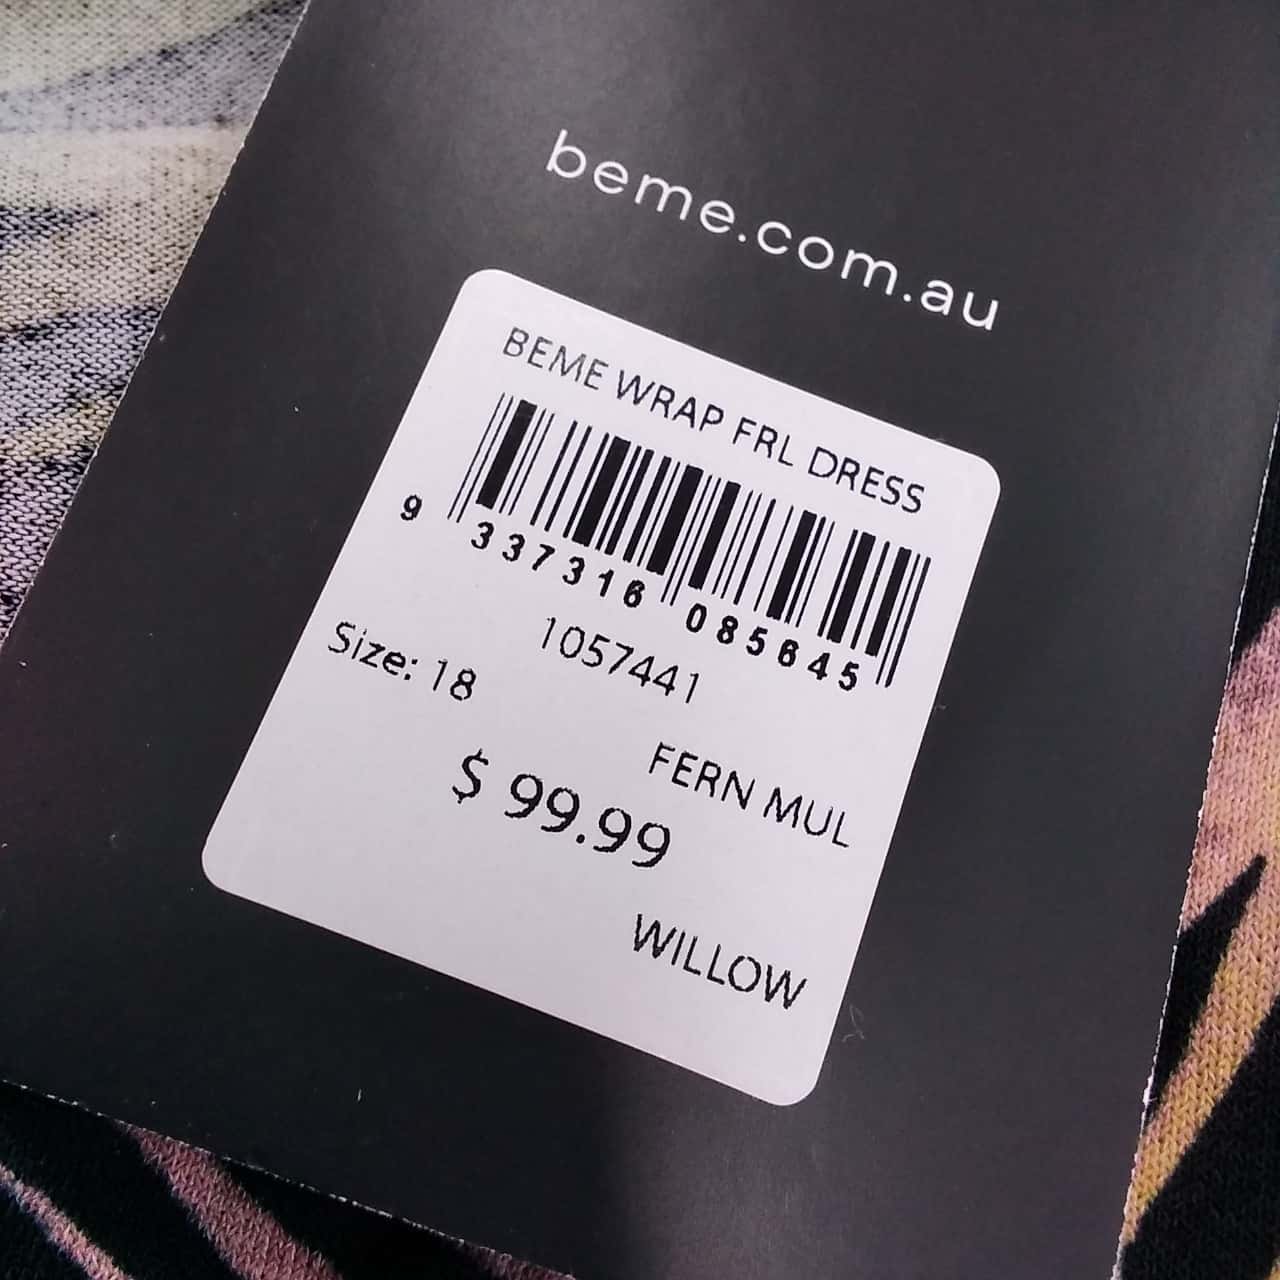 beme.com.au
BEME WRAP FRL DRESS
9 337316 085645
1057441
Size: 18
FERN MUL
$ 99.99
WILLOW